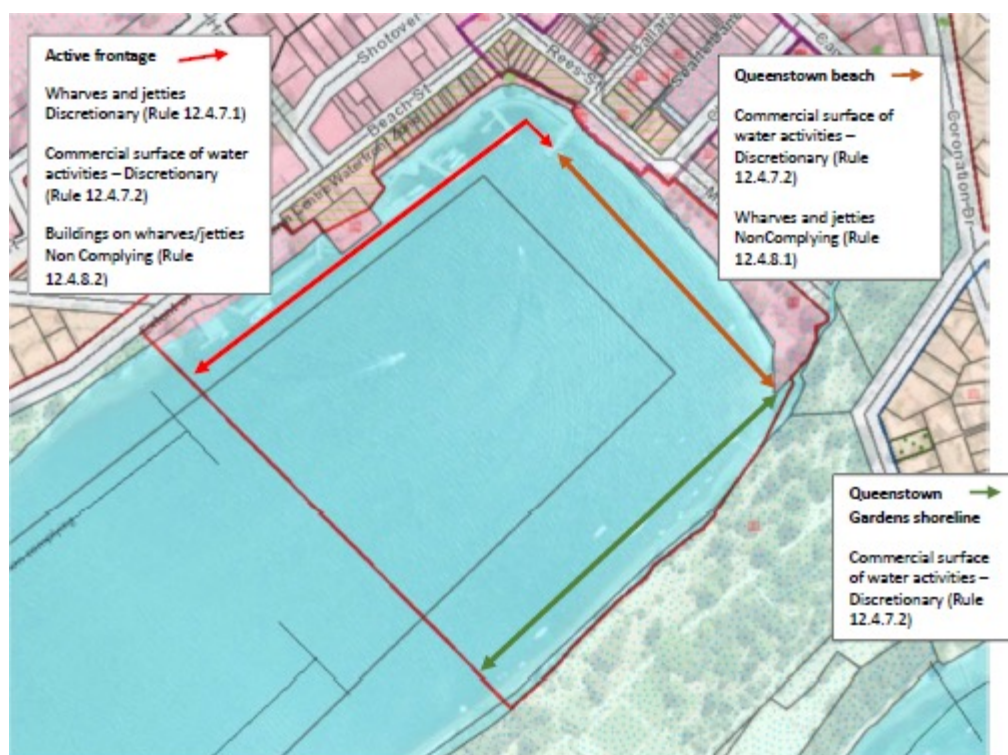 Active frontage
Wharves and jetties
Discretionary (Rule 12.4.7.1)
Commercial surface of water
activities – Discretionary (Rule
12.4.7.2)
Buildings on wharves/jetties
Non Complying (Rule
12.4.8.2)
Shotover
Beach-St
Rees-St
Ballara
Waterfront
Queenstown beach
Commercial surface of
water activities –
Discretionary (Rule
12.4.7.2)
Wharves and jetties
NonComplying (Rule
12.4.8.1)
Coronation-Dr
Queenstown
Gardens shoreline
Commercial surface
of water activities –
Discretionary (Rule
12.4.7.2)